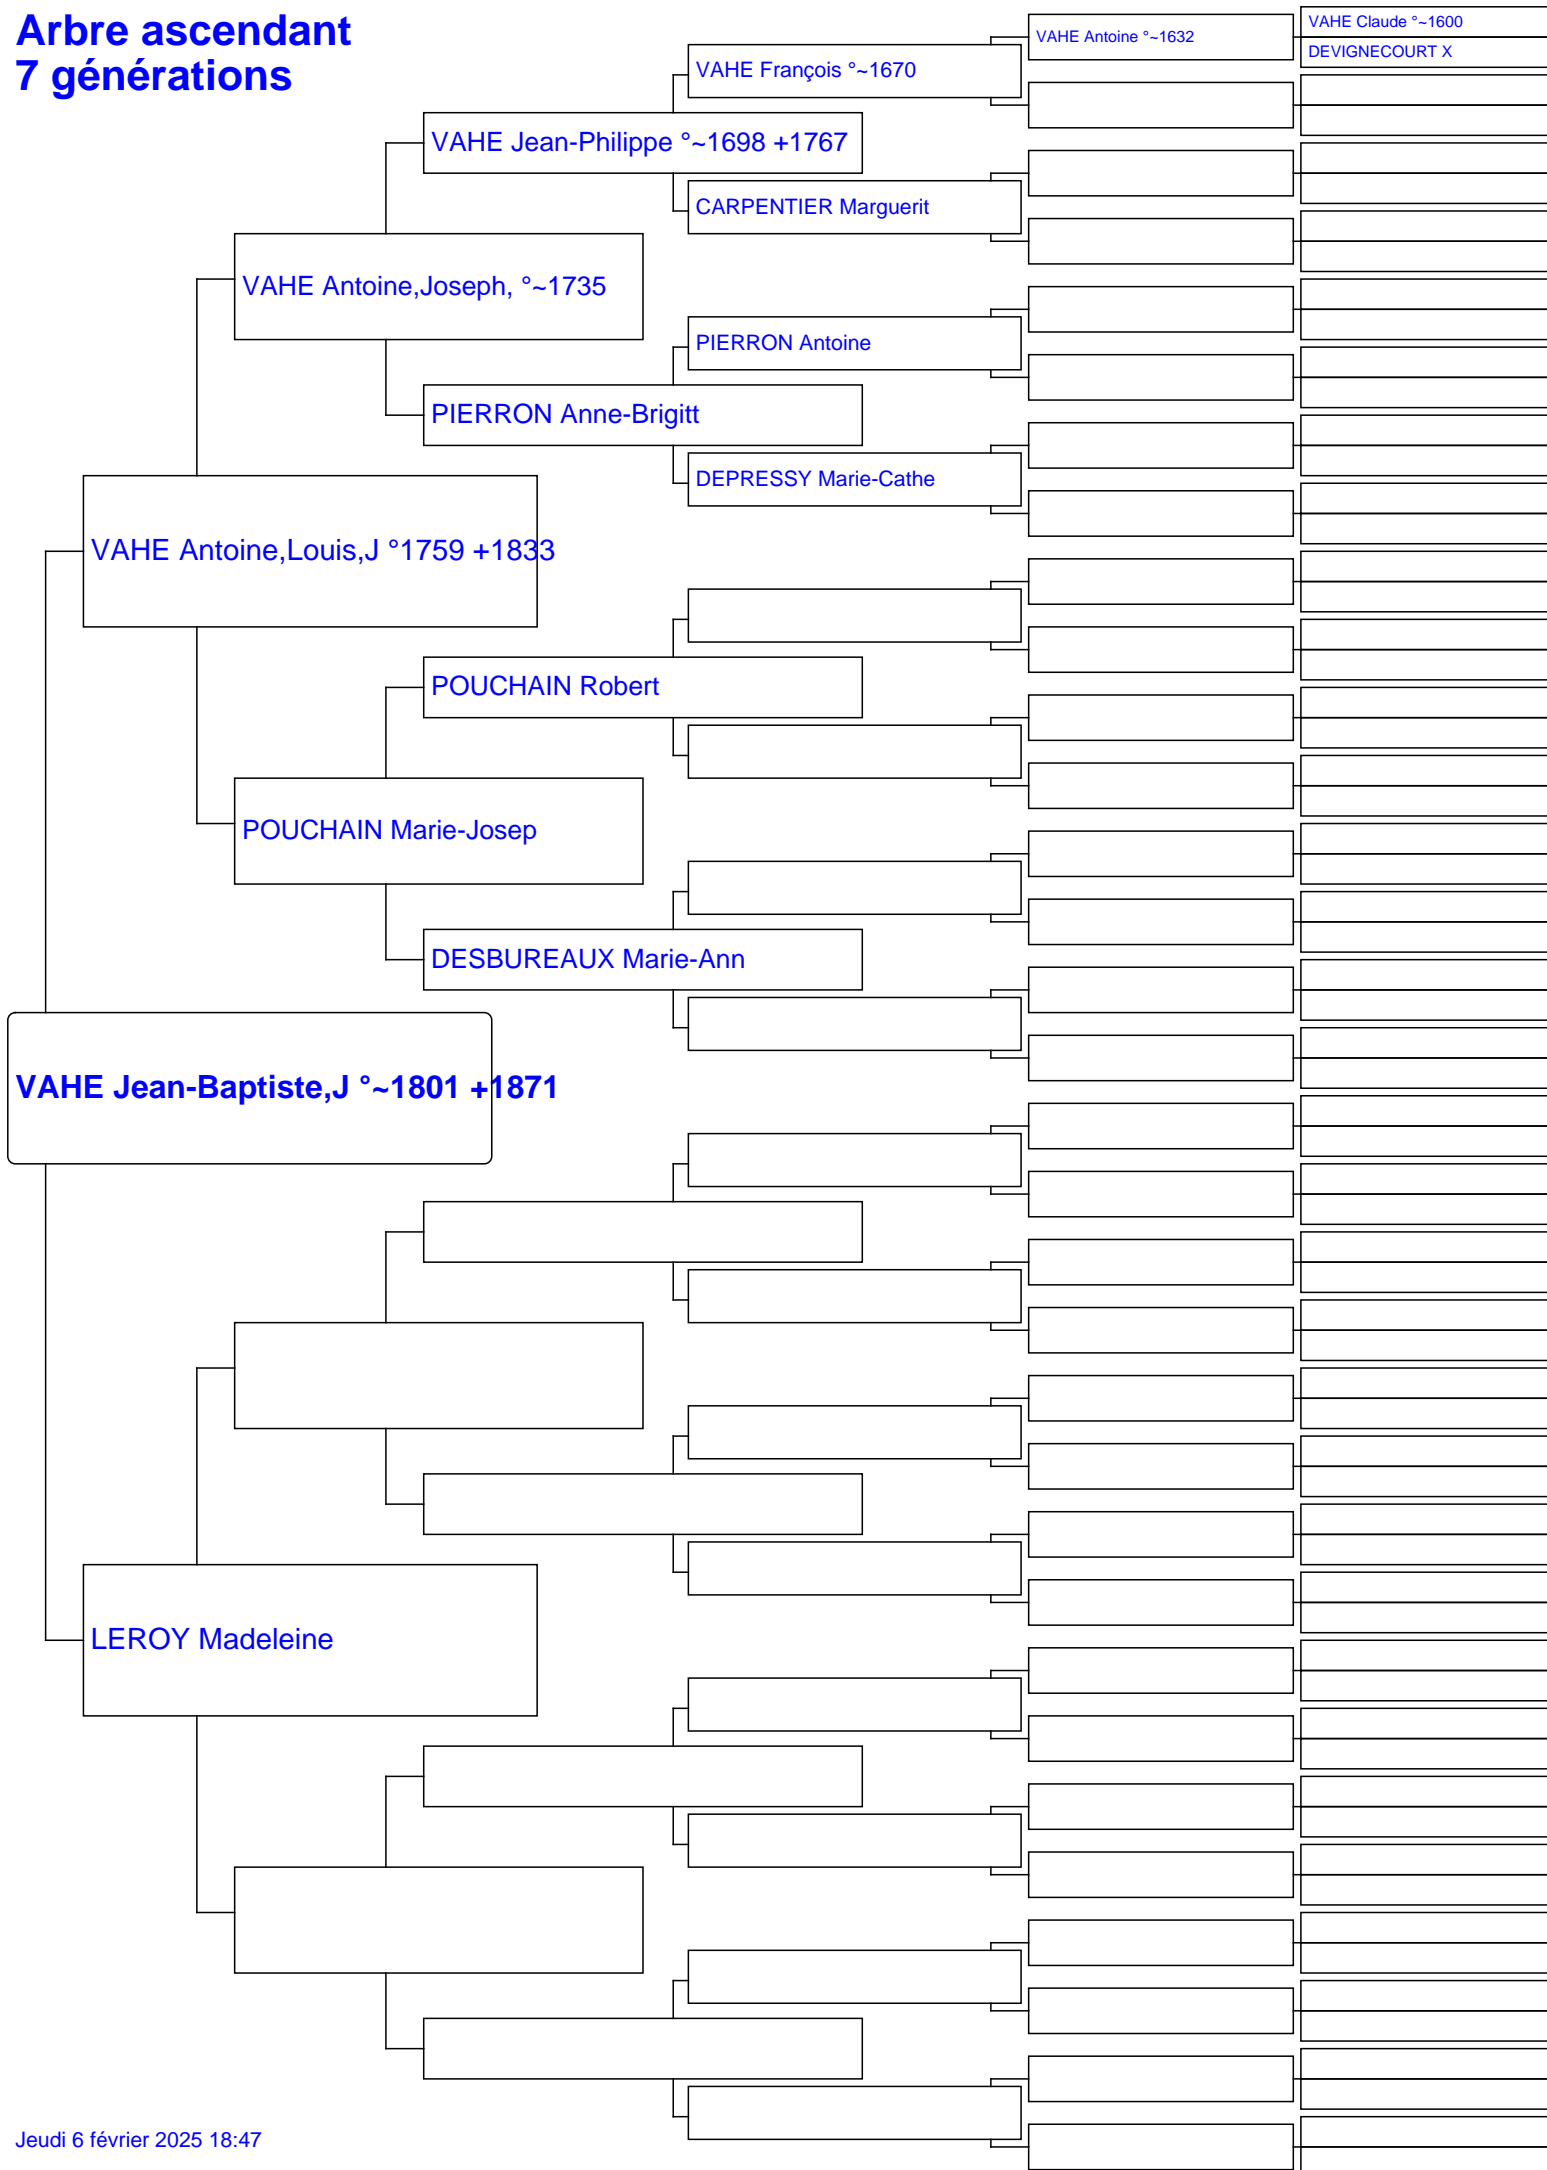 Arbre ascendant
7 générations
VAHE Claude °~1600
VAHE Antoine °~1632
DEVIGNECOURT X
VAHE François °~1670
VAHE Jean-Philippe °~1698 +1767
CARPENTIER Marguerit
VAHE Antoine,Joseph, °~1735
PIERRON Antoine
PIERRON Anne-Brigitt
DEPRESSY Marie-Cathe
VAHE Antoine,Louis,J °1759 +1833
POUCHAIN Robert
POUCHAIN Marie-Josep
DESBUREAUX Marie-Ann
VAHE Jean-Baptiste,J °~1801 +1871
LEROY Madeleine
Jeudi 6 février 2025 18:47